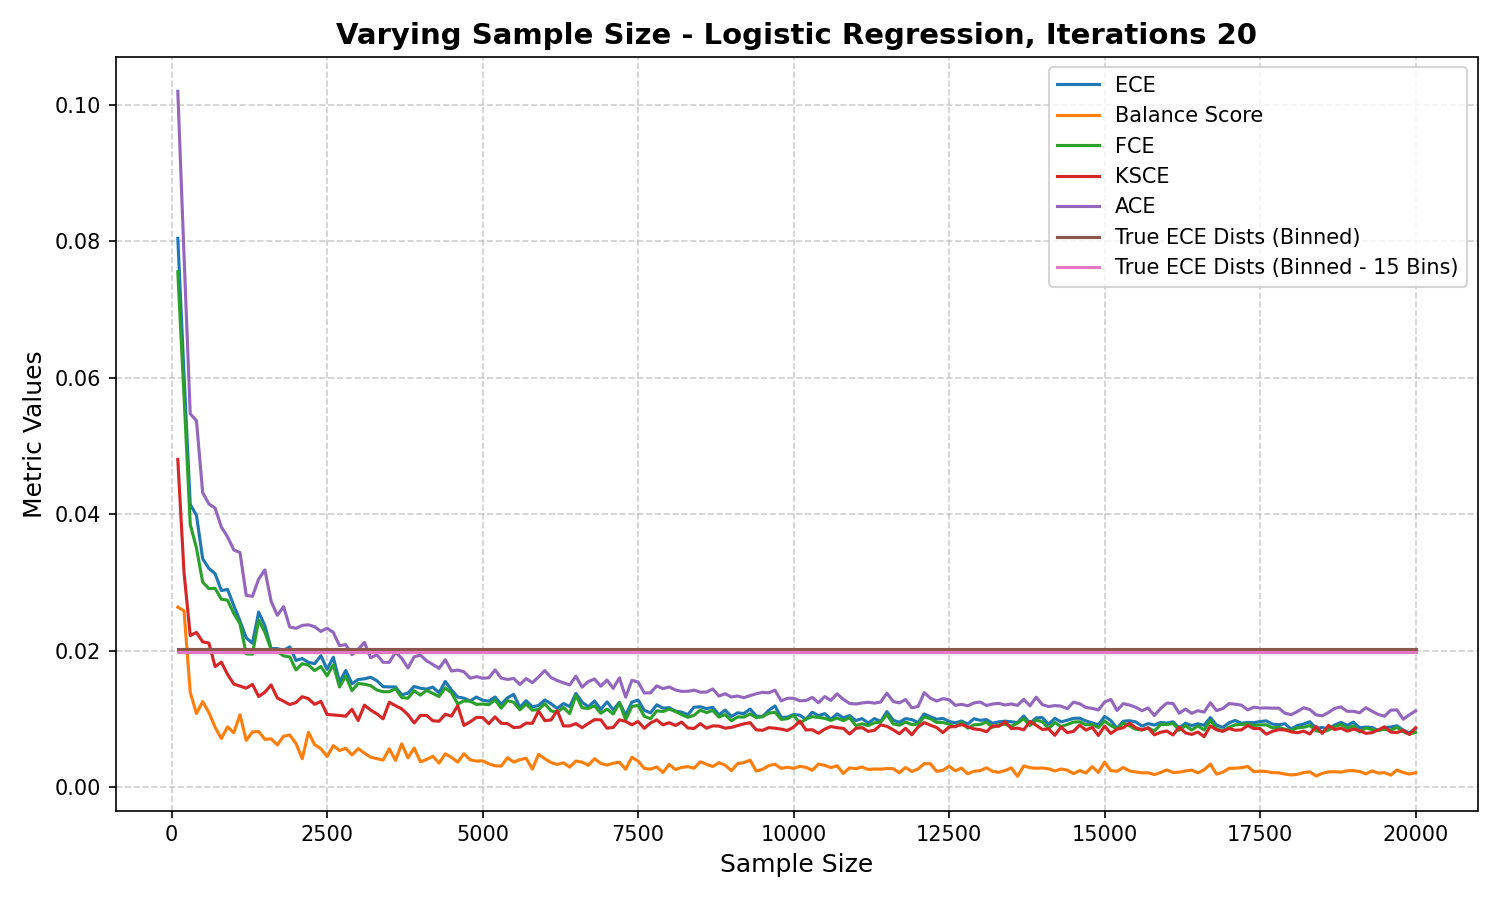 Varying Sample Size - Logistic Regression, Iterations 20
ECE
Balance Score
FCE
KSCE
ACE
True ECE Dists (Binned)
True ECE Dists (Binned - 15 Bins)
Metric Values
0.10
0.08
0.06
0.04
0.02
0.00
0 2500 5000 7500 10000 12500 15000 17500 20000
Sample Size